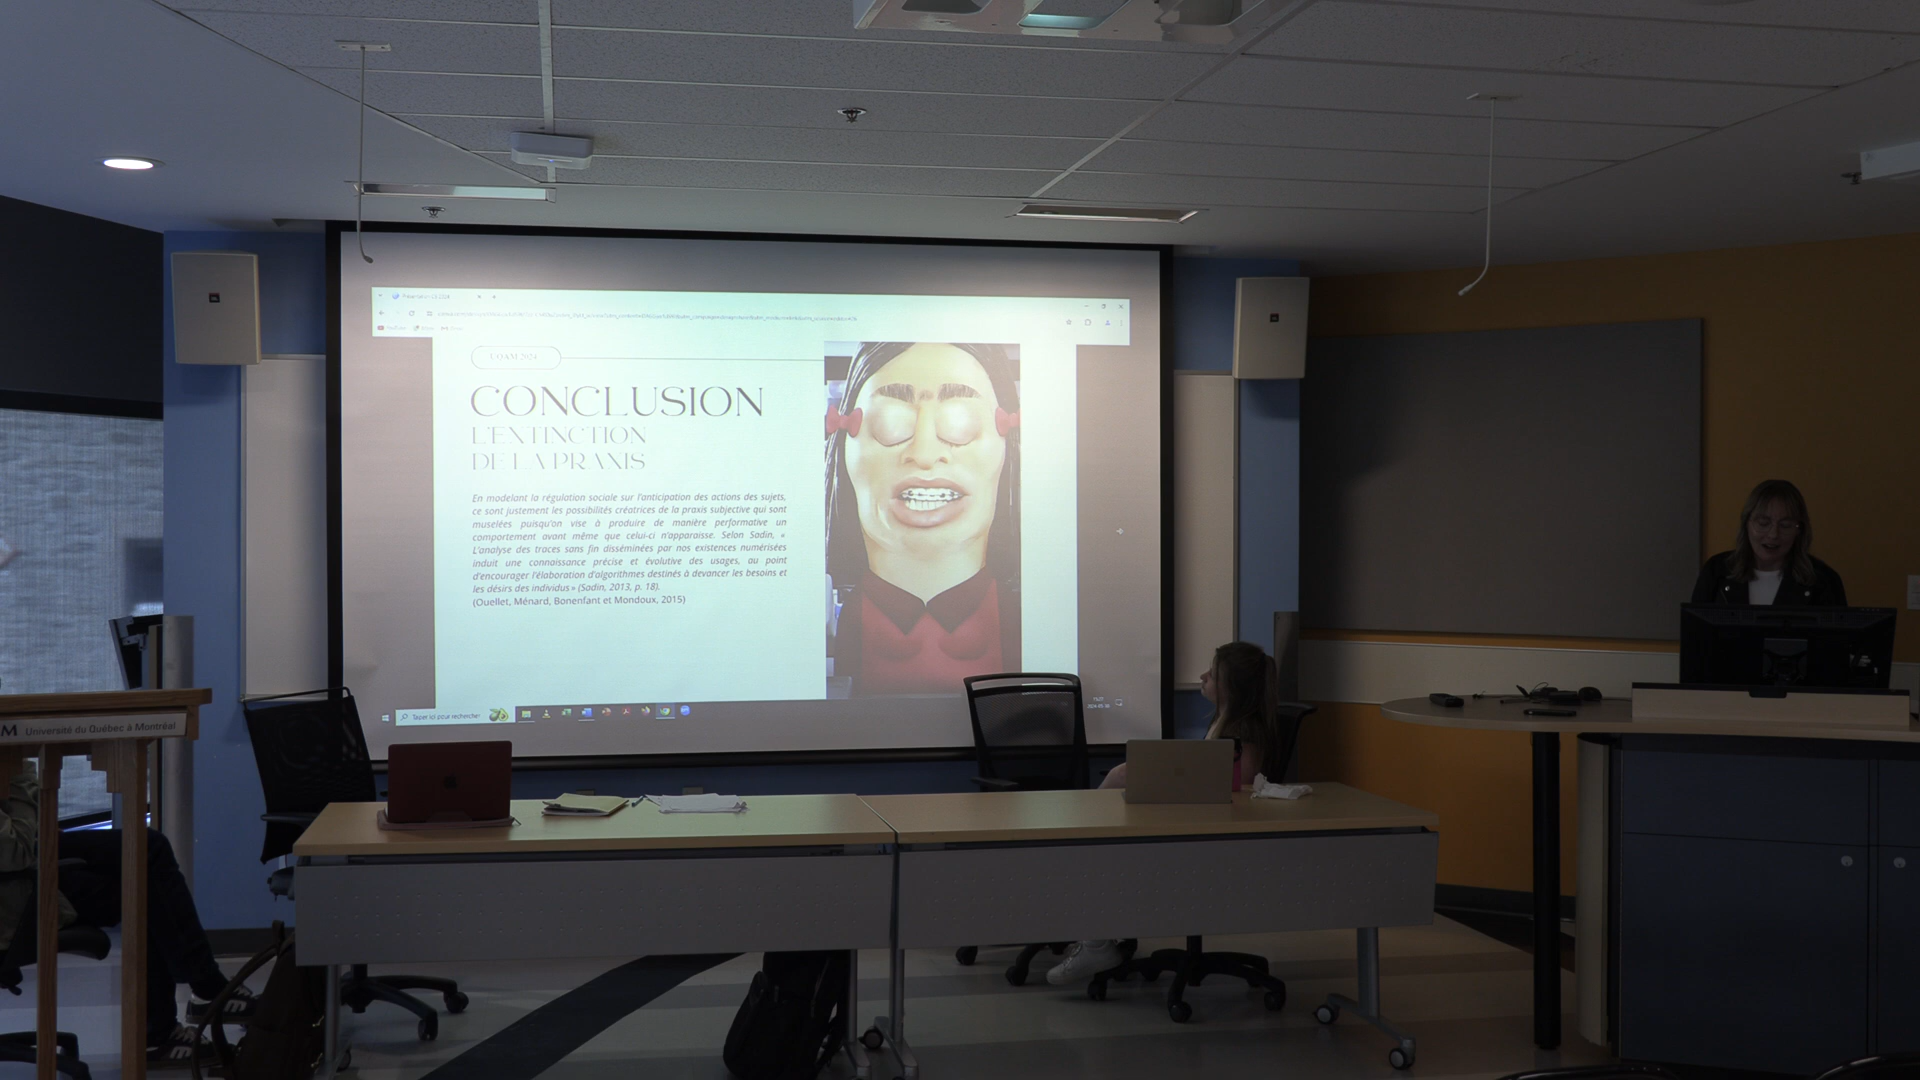 Présentation
UQAM 2024
CONCLUSION
L'EXTINCTION
DE LA PRAXIS
En modelant la régulation sociale sur l'anticipation des actions des sujets,
ce sont justement les possibilités créatrices de la praxis subjective qui sont
muselées puisqu'on vise à produire de manière performative un
comportement avant même que celui-ci n'apparaisse. Selon Sadin, «
L'analyse des traces sans fin disséminées par nos existences numérisées
induit une connaissance précise et évolutive des usages, au point
d'encourager l'élaboration d'algorithmes destinés à devancer les besoins et
les désirs des individus » (Sadin, 2013, p. 18).
(Ouellet, Ménard, Bonenfant et Mondoux, 2015)
Taper ici pour rechercher
M Université du Québec à Montréal